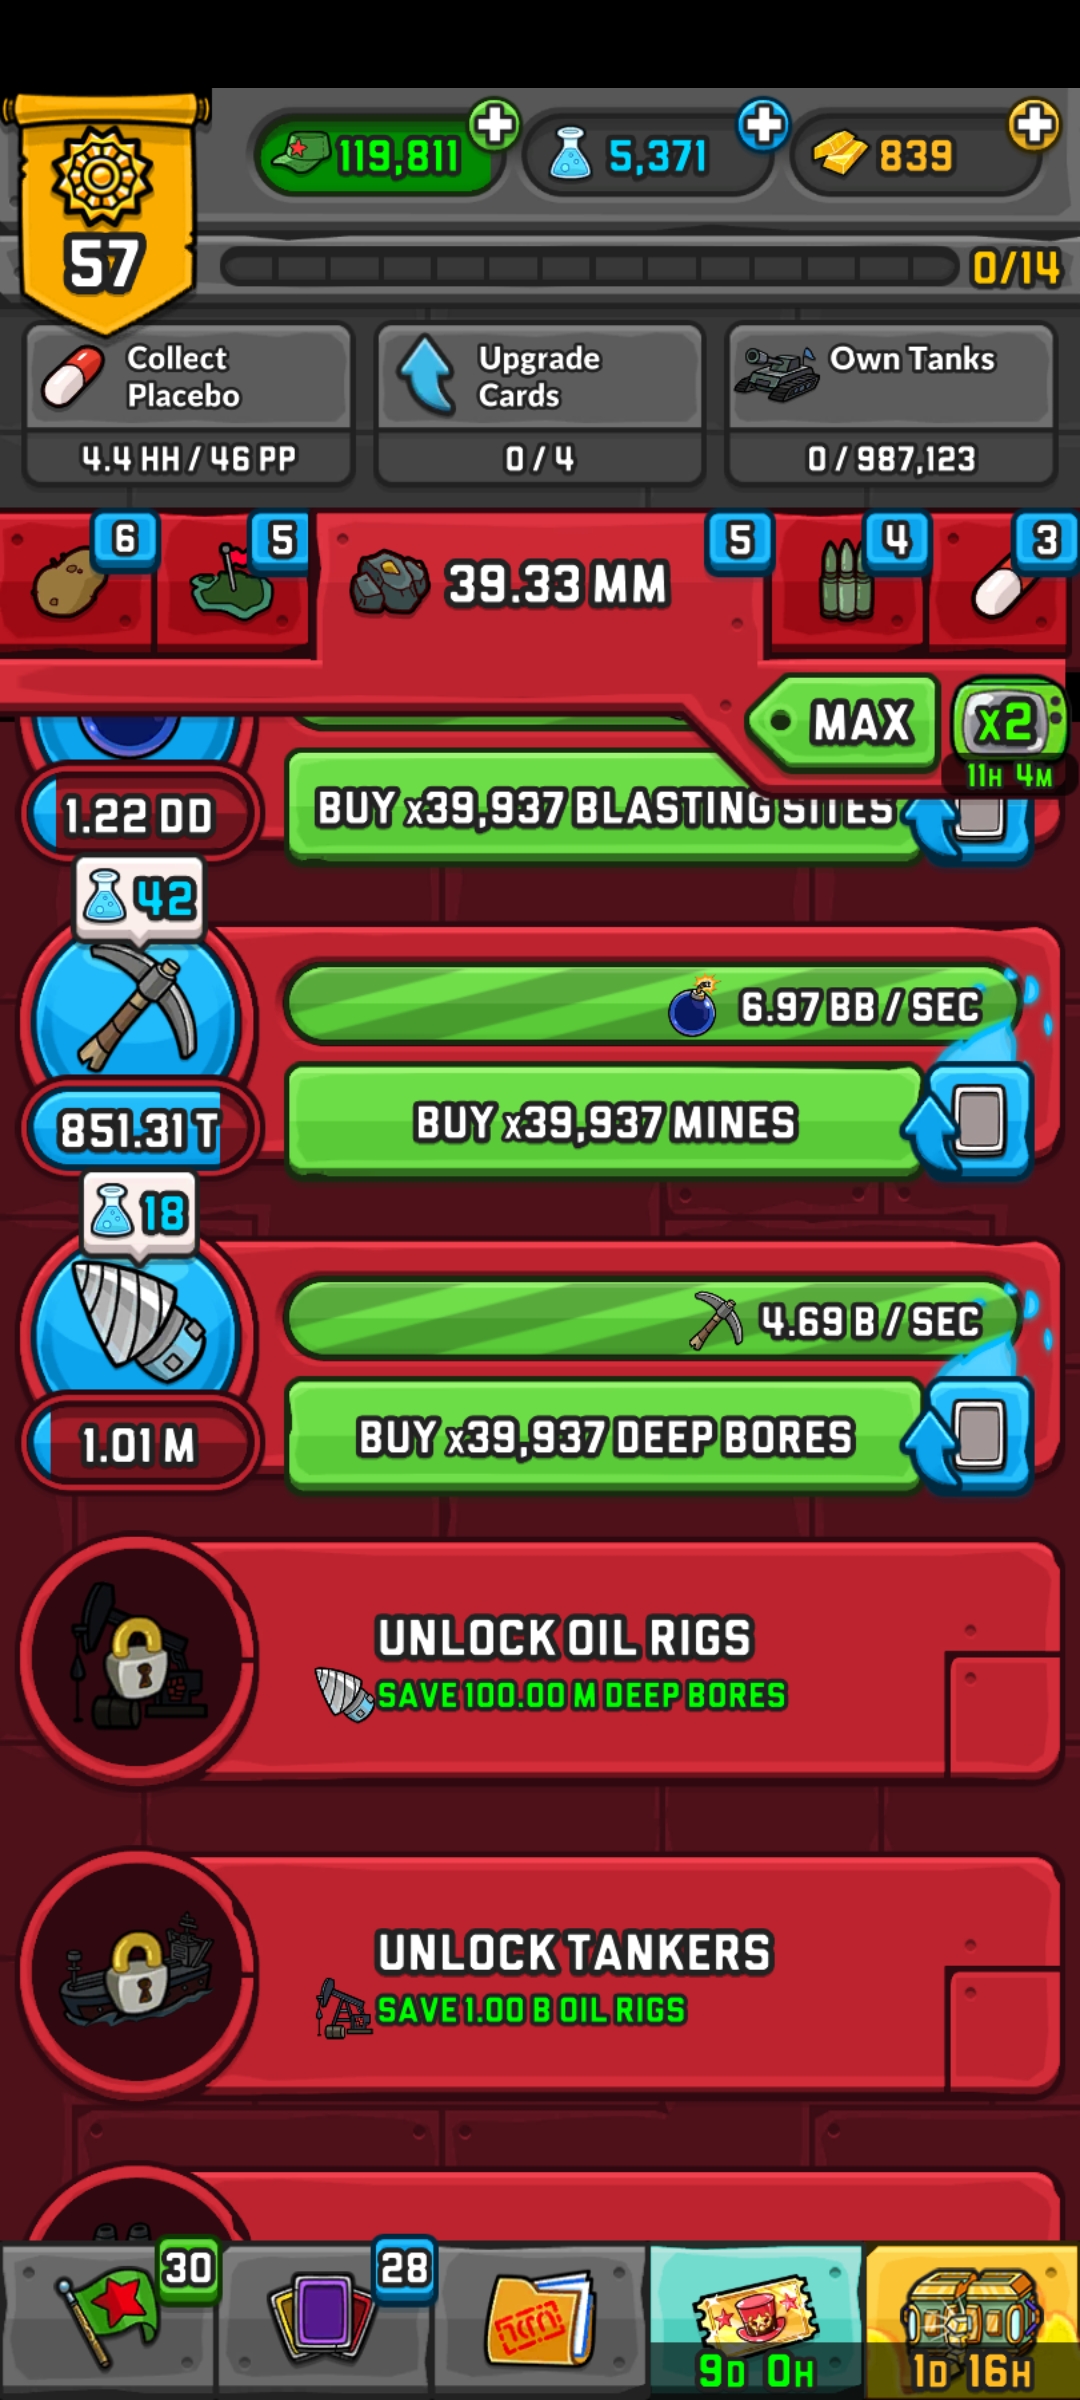 119,811
5,371
839
57
0/14
Collect
Placebo
4.4 HH / 46 PP
Upgrade
Cards
0 / 4
Own Tanks
0 / 987,123
6
5
39.33 MM
5
4
3
MAX
x2
11H 4M
1.22 DD
BUY x39,937 BLASTING SITES
42
6.97 BB / SEC
851.31 T
BUY x39,937 MINES
18
4.69 B / SEC
1.01 M
BUY x39,937 DEEP BORES
UNLOCK OIL RIGS
SAVE 100.00 M DEEP BORES
UNLOCK TANKERS
SAVE 1.00 B OIL RIGS
30
28
9D 0H
1D 16H